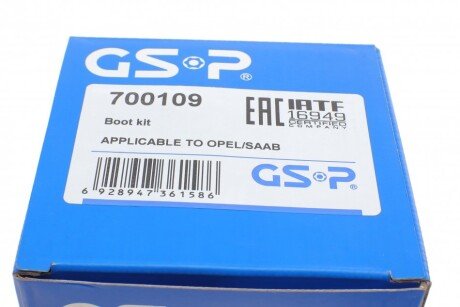 GSP®
700109
Boot kit
EAC IATF
16949
CERTIFIED
COMPANY
APPLICABLE TO OPEL/SAAB
6 928947 361586
GSP®